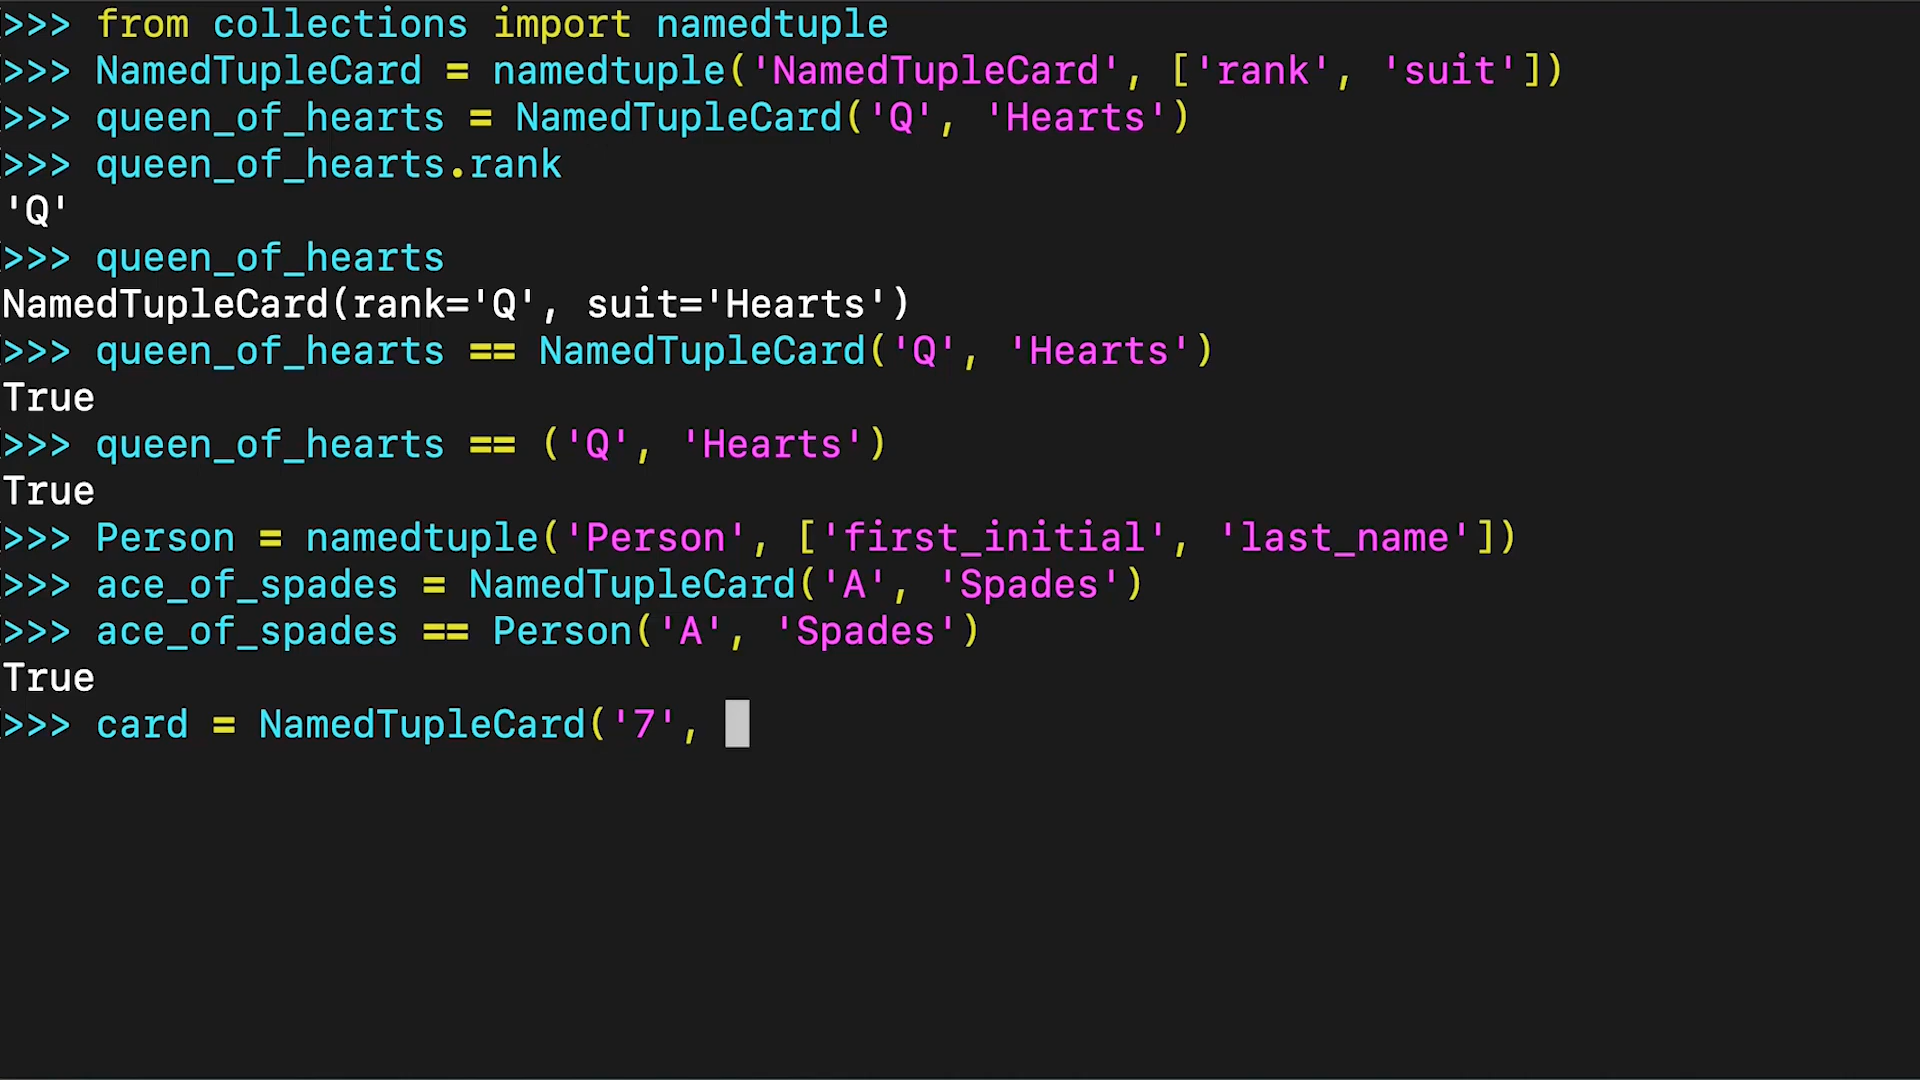 >>> from collections import namedtuple
>>> NamedTupleCard = namedtuple('NamedTupleCard', ['rank', 'suit'])
>>> queen_of_hearts = NamedTupleCard('Q', 'Hearts')
>>> queen_of_hearts.rank
'Q'
>>> queen_of_hearts
NamedTupleCard(rank='Q', suit='Hearts')
>>> queen_of_hearts == NamedTupleCard('Q', 'Hearts')
True
>>> queen_of_hearts == ('Q', 'Hearts')
True
>>> Person = namedtuple('Person', ['first_initial', 'last_name'])
>>> ace_of_spades = NamedTupleCard('A', 'Spades')
>>> ace_of_spades == Person('A', 'Spades')
True
>>> card = NamedTupleCard('7',